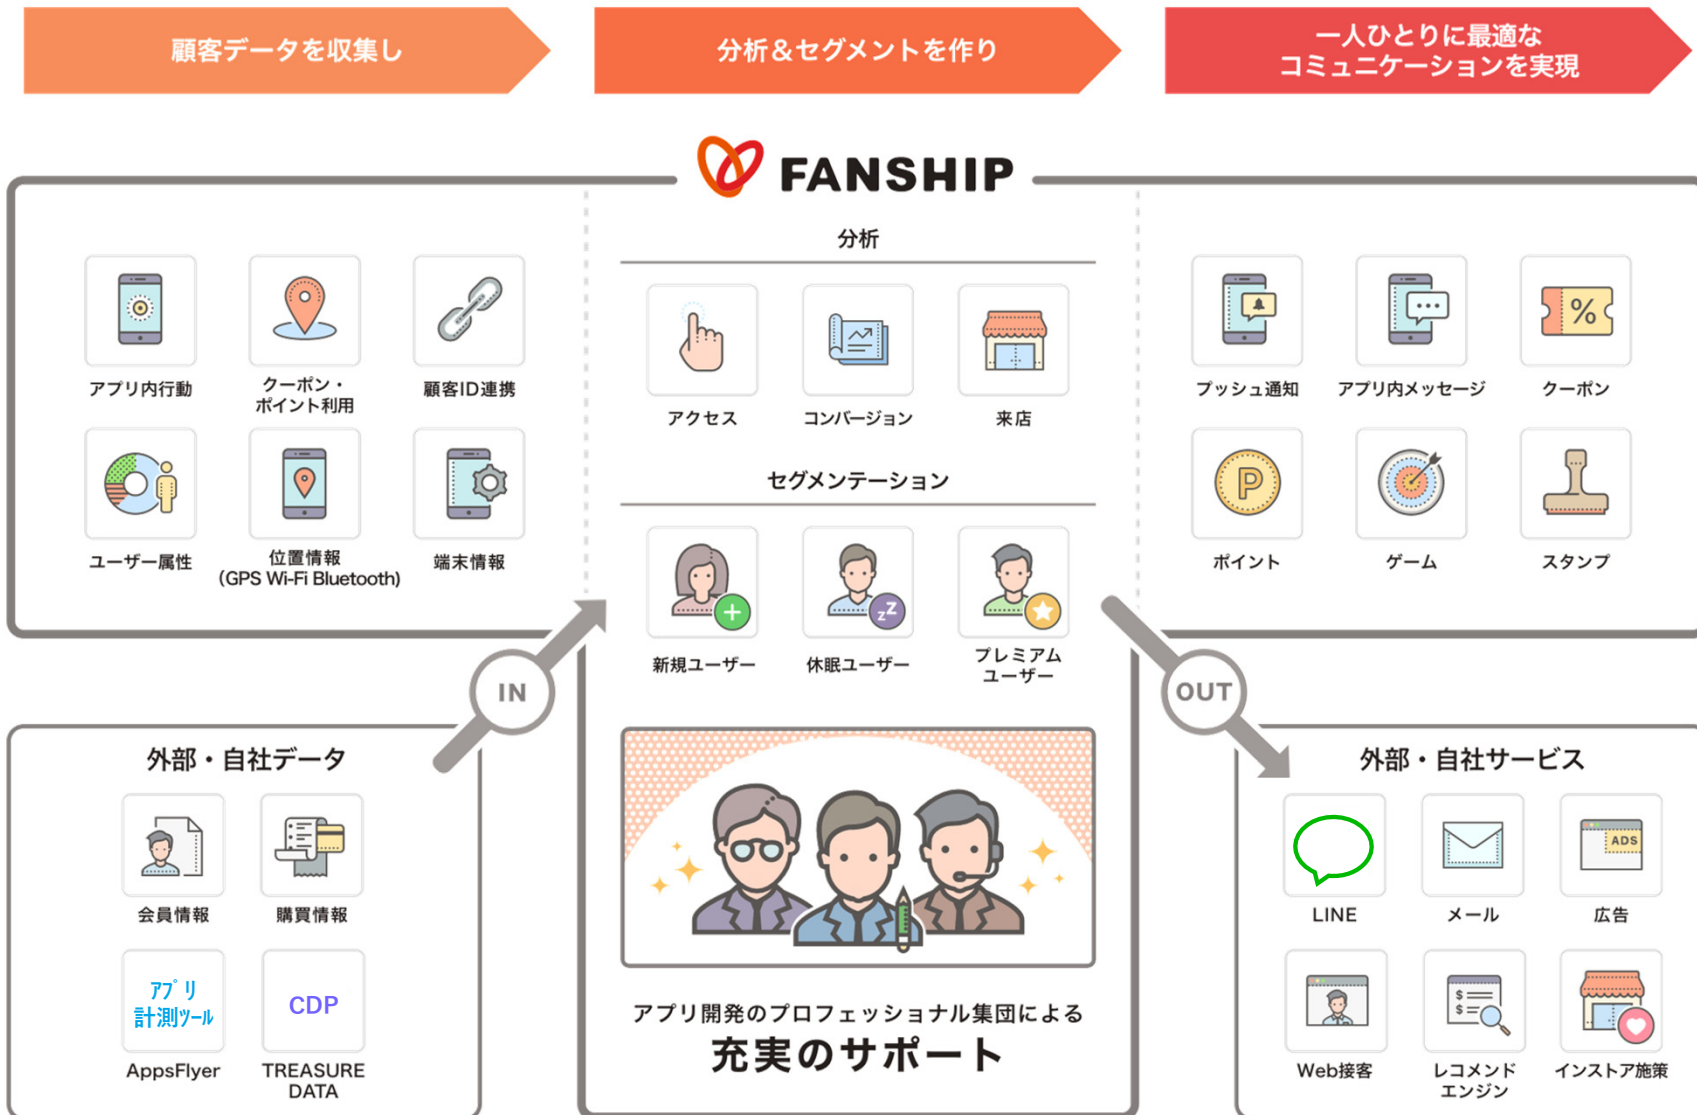 顧客データを収集し
分析＆セグメントを作り
一人ひとりに最適な
コミュニケーションを実現
FANSHIP
アプリ内行動
クーポン・
ポイント利用
顧客ID連携
ユーザー属性
位置情報
（GPS Wi-Fi Bluetooth)
端末情報
分析
アクセス
コンバージョン
来店
セグメンテーション
新規ユーザー
zZ
休眠ユーザー
プレミアム
ユーザー
プッシュ通知
アプリ内メッセージ
%
クーポン
P
ポイント
ゲーム
スタンプ
IN
OUT
外部・自社データ
会員情報
購買情報
ｱﾌﾟﾘ
計測ﾂｰﾙ
AppsFlyer
CDP
TREASURE
DATA
アプリ開発のプロフェッショナル集団による
充実のサポート
外部・自社サービス
LINE
メール
ADS
広告
Web接客
$
$
レコメンド
エンジン
インストア施策